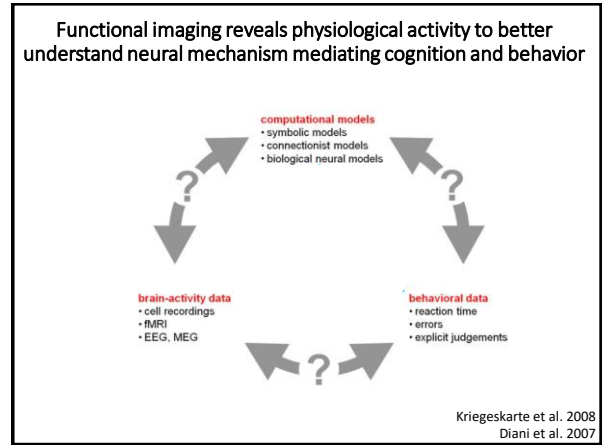 Functional imaging reveals physiological activity to better
understand neural mechanism mediating cognition and behavior
computational models
• symbolic models
• connectionist models
• biological neural models
?
?
brain-activity data
• cell recordings
• fMRI
• EEG, MEG
behavioral data
• reaction time
• errors
• explicit judgements
?
Kriegeskarte et al. 2008
Diani et al. 2007